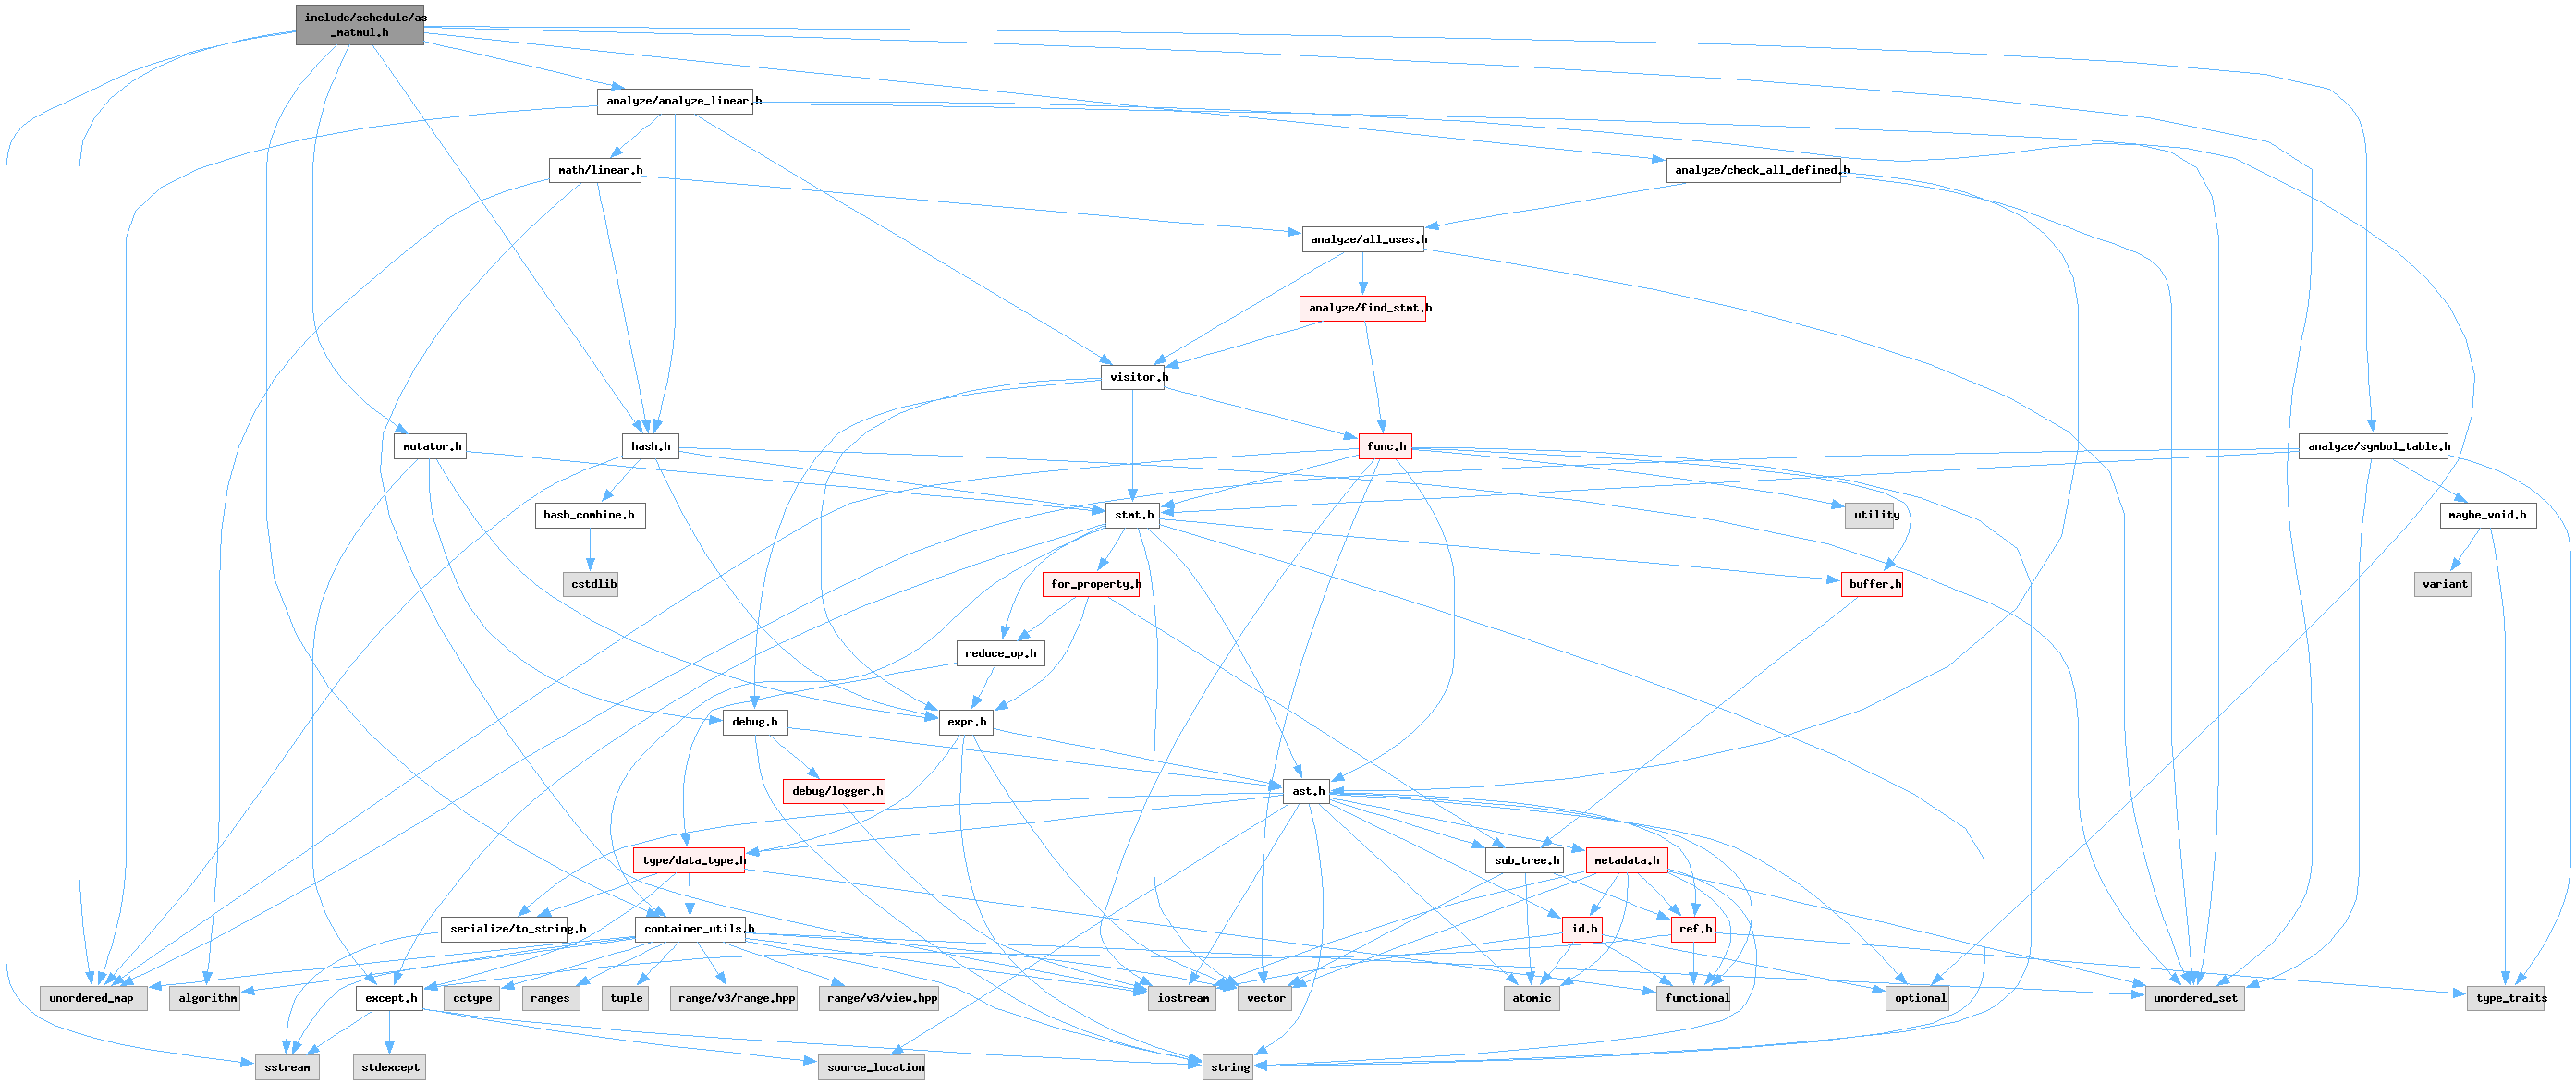 include/schedule/as
_matmul.h
analyze/analyze_linear.h
math/linear.h
analyze/check_all_defined.h
analyze/all_uses.h
analyze/find_stmt.h
visitor.h
mutator.h
hash.h
func.h
analyze/symbol_table.h
hash_combine.h
stmt.h
utility
maybe_void.h
cstdlib
for_property.h
buffer.h
variant
reduce_op.h
debug.h
expr.h
debug/logger.h
ast.h
type/data_type.h
sub_tree.h
metadata.h
serialize/to_string.h
container_utils.h
id.h
ref.h
unordered_map
algorithm
except.h
cctype
ranges
tuple
range/v3/range.hpp
range/v3/view.hpp
iostream
vector
atomic
functional
optional
unordered_set
type_traits
sstream
stdexcept
source_location
string